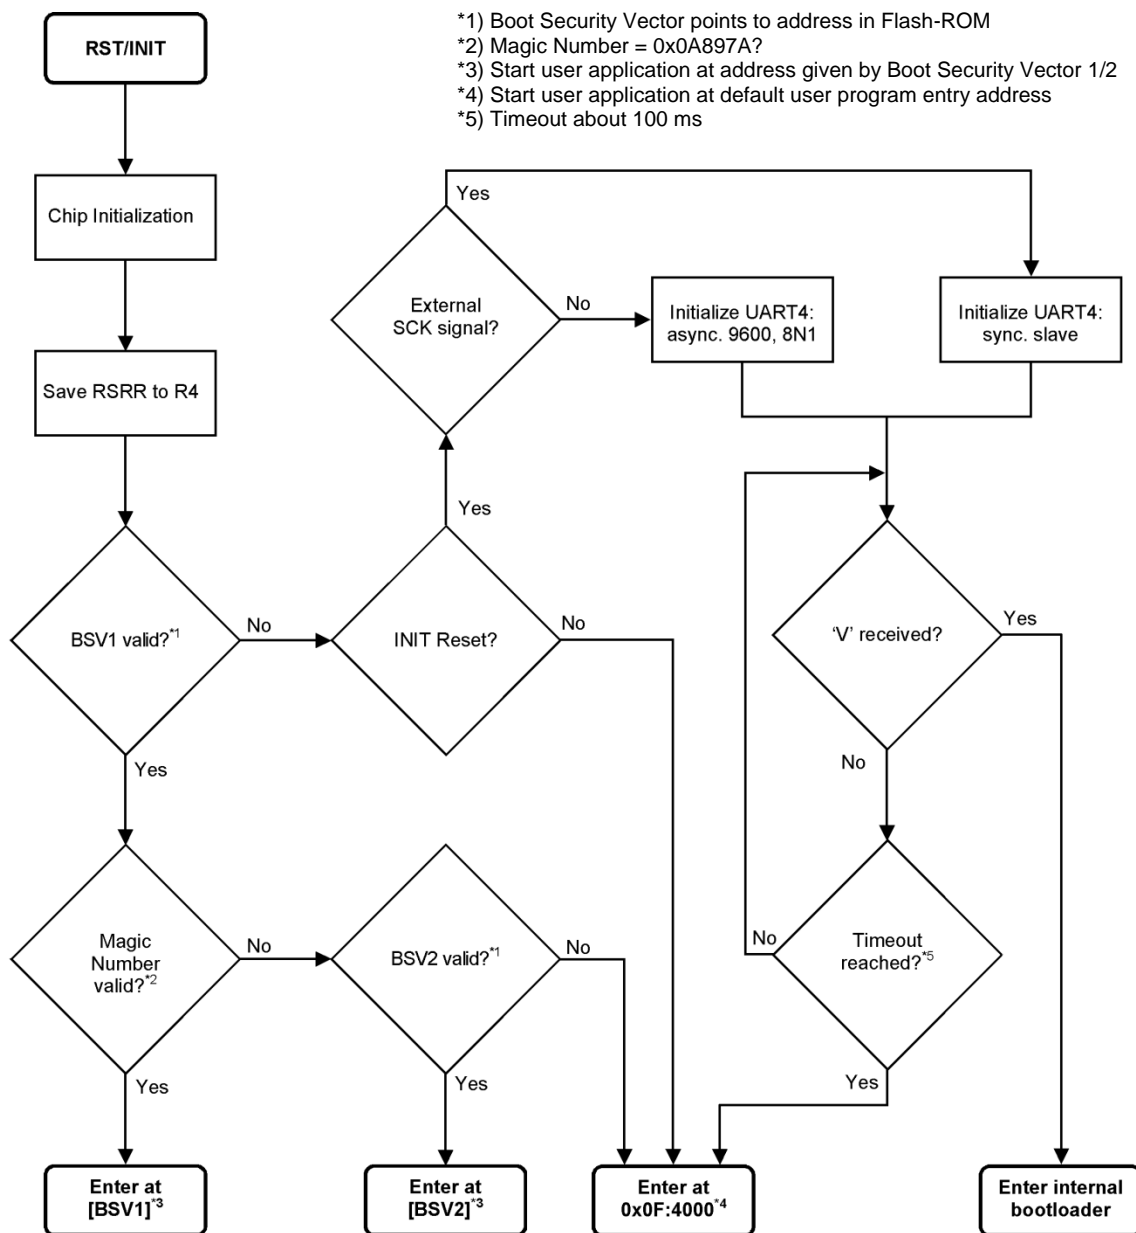 *1) Boot Security Vector points to address in Flash-ROM
*2) Magic Number = 0x0A897A?
*3) Start user application at address given by Boot Security Vector 1/2
*4) Start user application at default user program entry address
*5) Timeout about 100 ms
RST/INIT
Chip Initialization
Save RSRR to R4
BSV1 valid?*1
No
Yes
Magic
Number
valid?*2
No
Yes
Enter at
[BSV1]*3
INIT Reset?
Yes
No
External
SCK signal?
Yes
No
Initialize UART4:
async. 9600, 8N1
Initialize UART4:
sync. slave
BSV2 valid?*1
No
Yes
Enter at
[BSV2]*3
Enter at
0x0F:4000*4
'V' received?
Yes
No
Timeout
reached?*5
No
Yes
Enter internal
bootloader